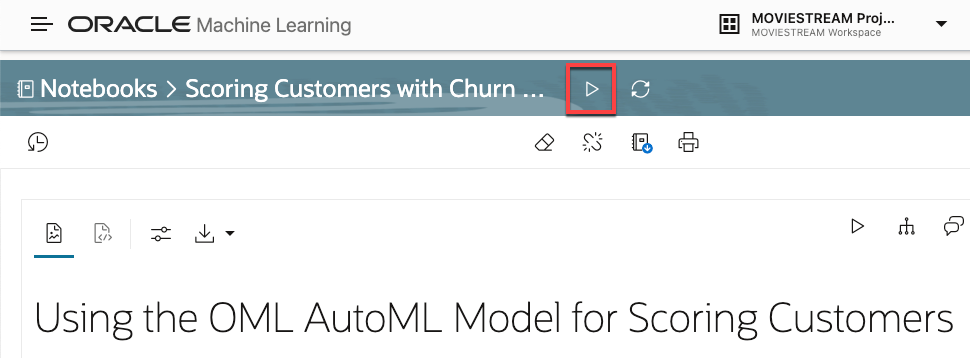 ORACLE Machine Learning
MOVIESTREAM Proj...
MOVIESTREAM Workspace
Notebooks > Scoring Customers with Churn ...
Using the OML AutoML Model for Scoring Customers